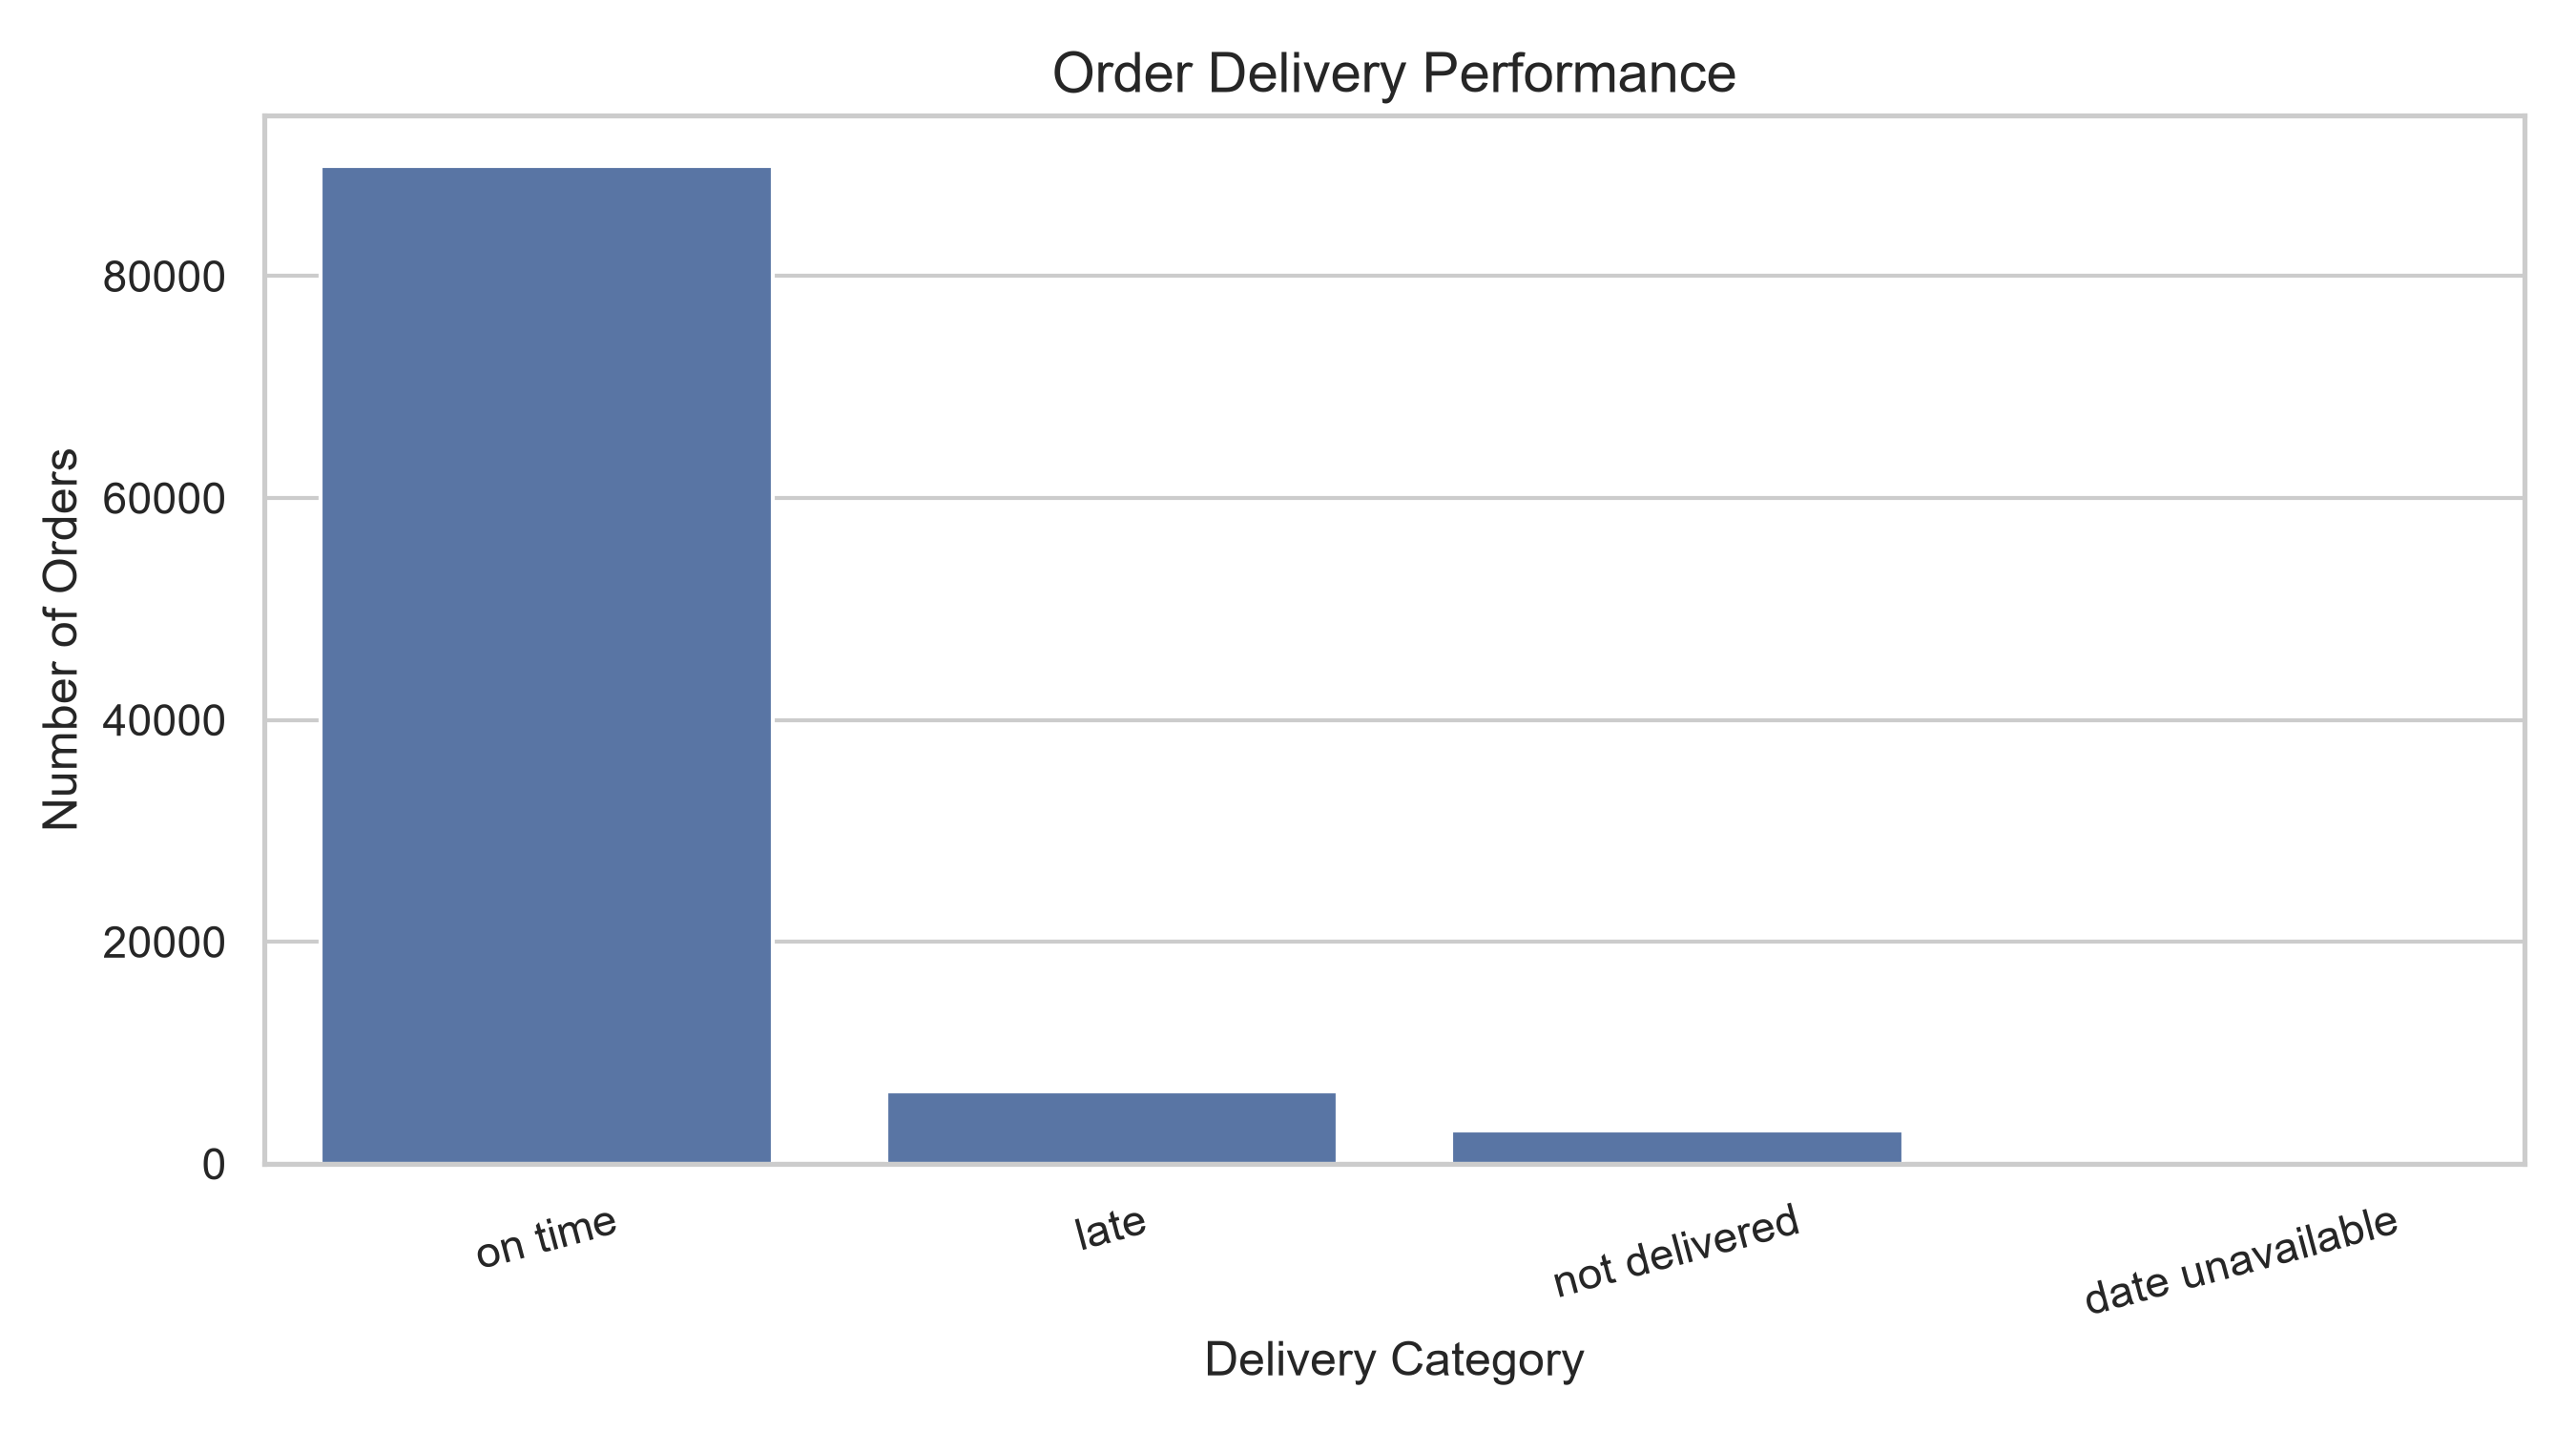 Order Delivery Performance
Number of Orders
80000
60000
40000
20000
0
on time
late
not delivered
date unavailable
Delivery Category